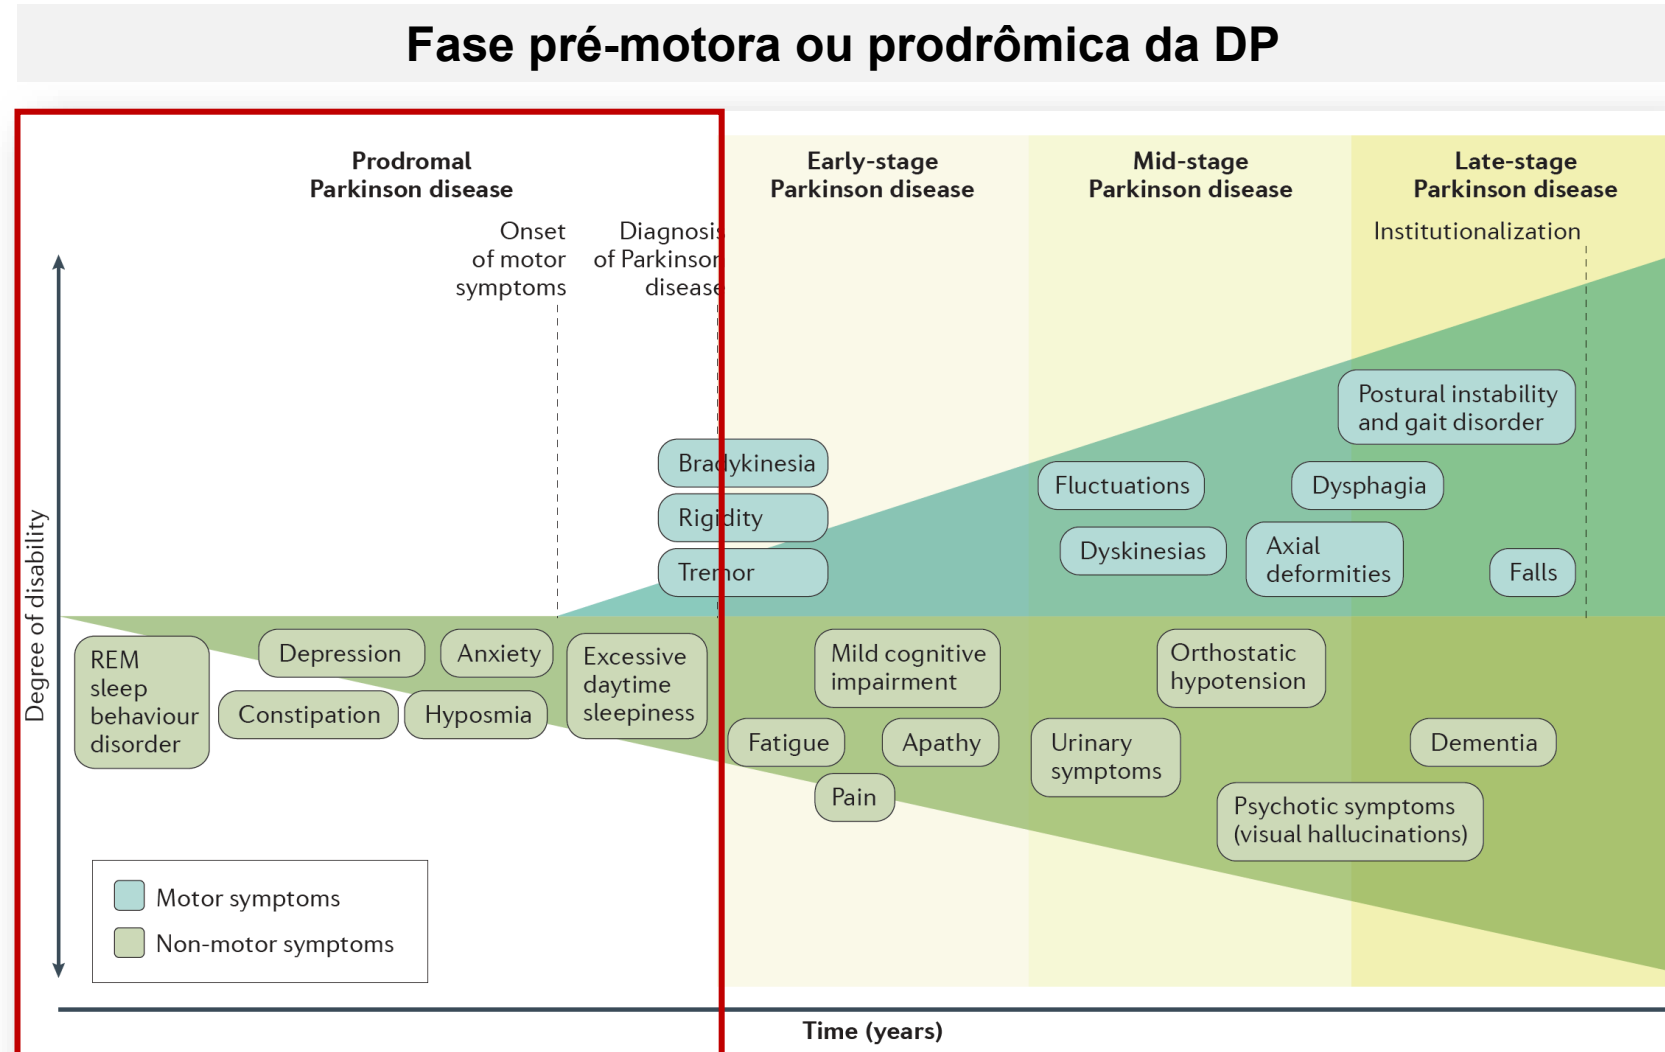 Fase pré-motora ou prodrômica da DP
Prodromal
Parkinson disease
Early-stage
Parkinson disease
Mid-stage
Parkinson disease
Late-stage
Parkinson disease
Onset
of motor
symptoms
Diagnosis
of Parkinson
disease
Institutionalization
Degree of disability
Bradykinesia
Rigidity
Tremor
Fluctuations
Dyskinesias
Postural instability
and gait disorder
Dysphagia
Axial
deformities
Falls
REM
sleep
behaviour
disorder
Depression
Anxiety
Constipation
Hyposmia
Excessive
daytime
sleepiness
Mild cognitive
impairment
Fatigue
Apathy
Pain
Orthostatic
hypotension
Urinary
symptoms
Dementia
Psychotic symptoms
(visual hallucinations)
Motor symptoms
Non-motor symptoms
Time (years)